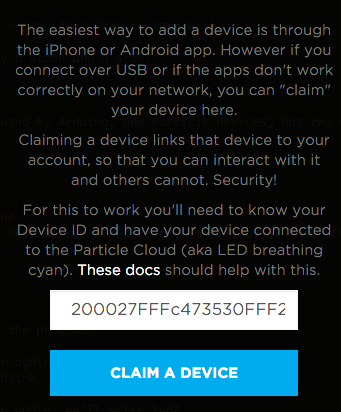 The easiest way to add a device is through
the iPhone or Android app. However if you
connect over USB or if the apps don't work
correctly on your network, you can "claim"
your device here.
Claiming a device links that device to your
account, so that you can interact with it
and others cannot. Security!
For this to work you'll need to know your
Device ID and have your device connected
to the Particle Cloud (aka LED breathing
cyan). These docs should help with this.
200027FFFc473530FFF2
CLAIM A DEVICE